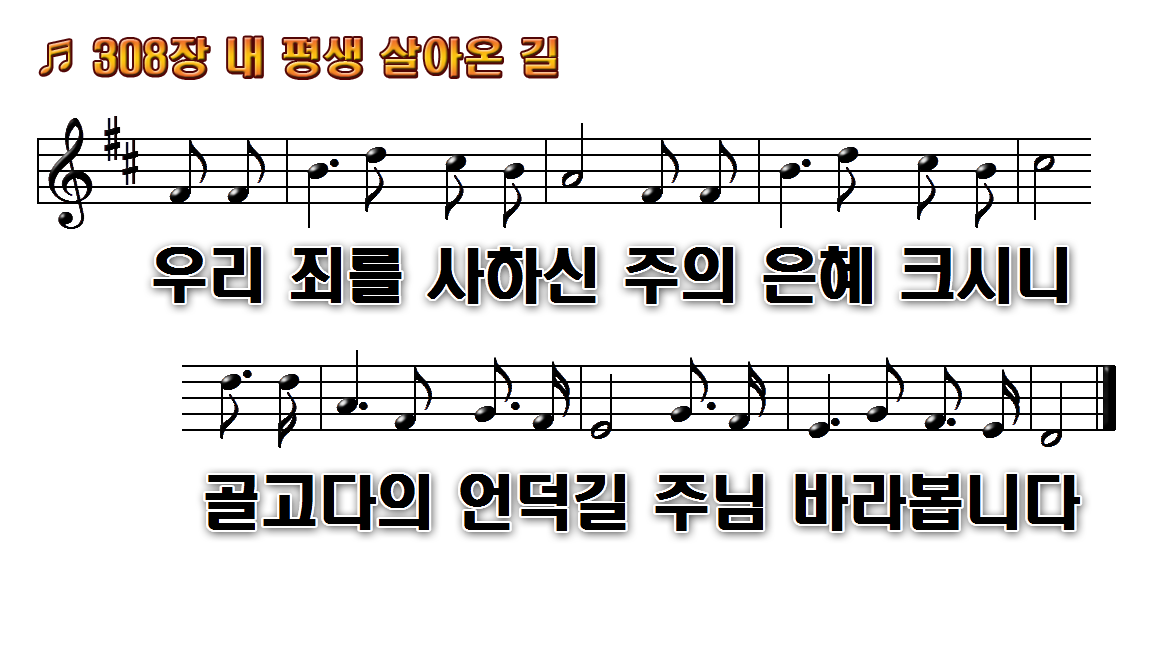 308장 내 평생 살아온 길
우리 죄를 사하신 주의 은혜 크시니
골고다의 언덕길 주님 바라봅니다